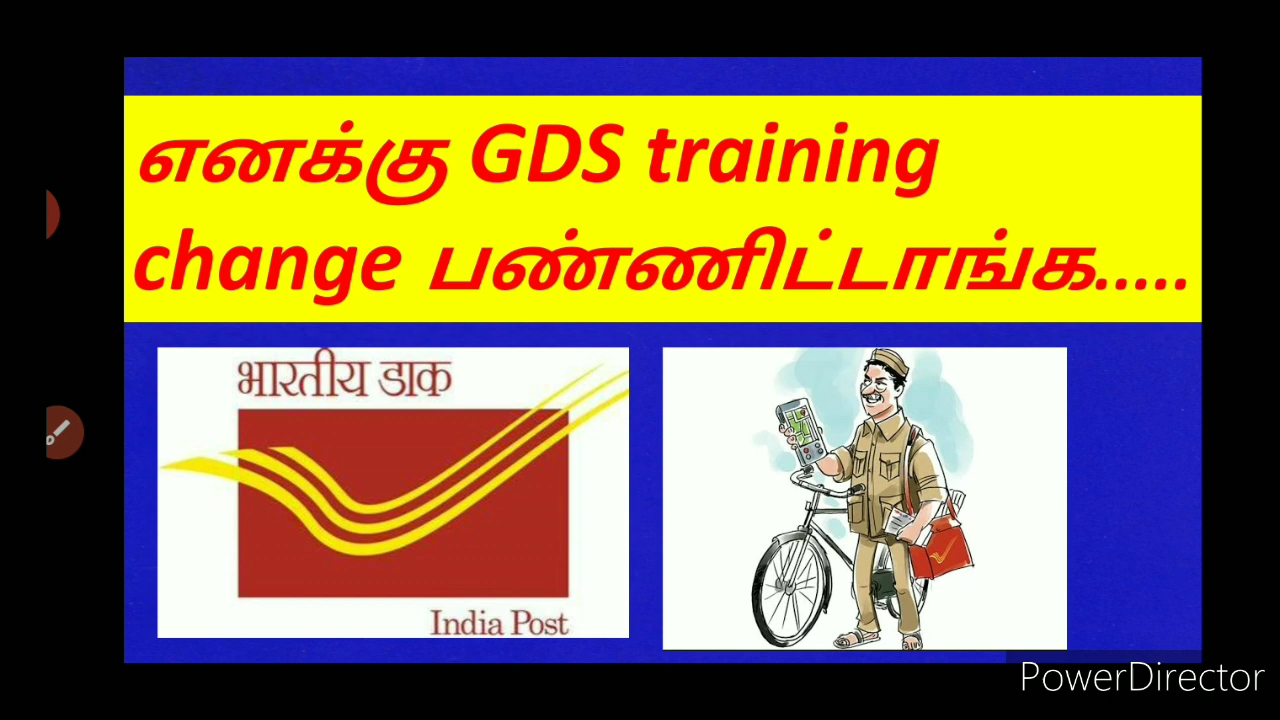 எனக்கு GDS training
change பண்ணிட்டாங்க.....
भारतीय डाक
India Post
PowerDirector